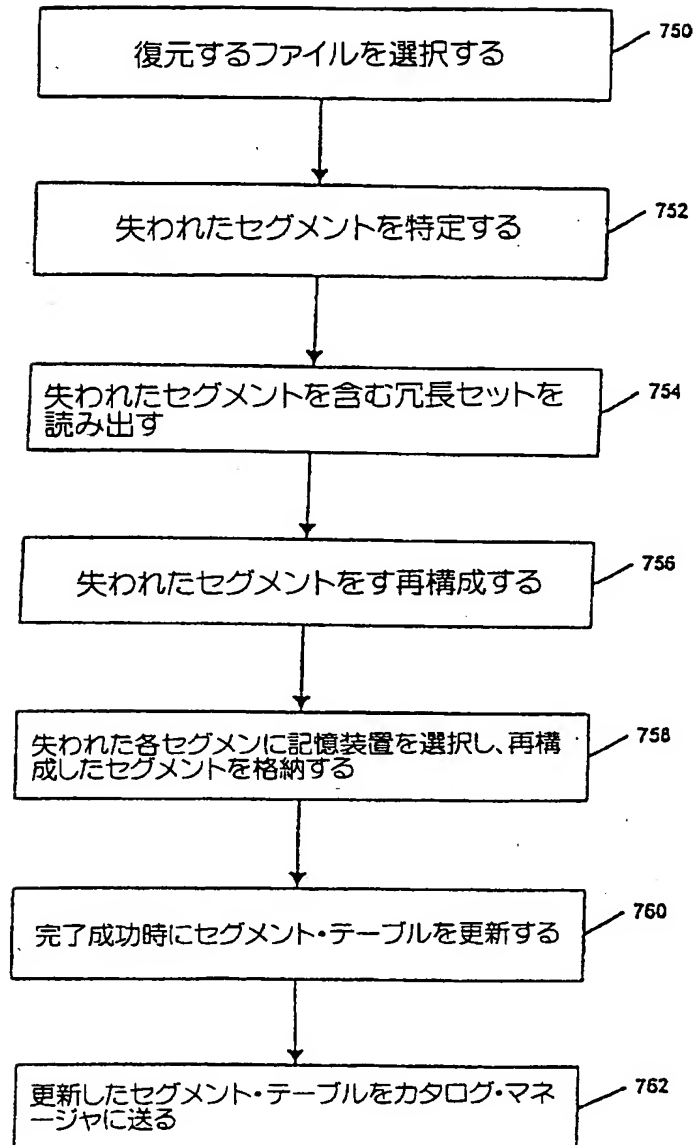 復元するファイルを選択する
750
失われたセグメントを特定する
752
失われたセグメントを含む冗長セットを
読み出す
754
失われたセグメントをす再構成する
756
失われた各セグメンに記憶装置を選択し、再構
成したセグメントを格納する
758
完了成功時にセグメント・テーブルを更新する
760
更新したセグメント・テーブルをカタログ・マネ
ージャに送る
762